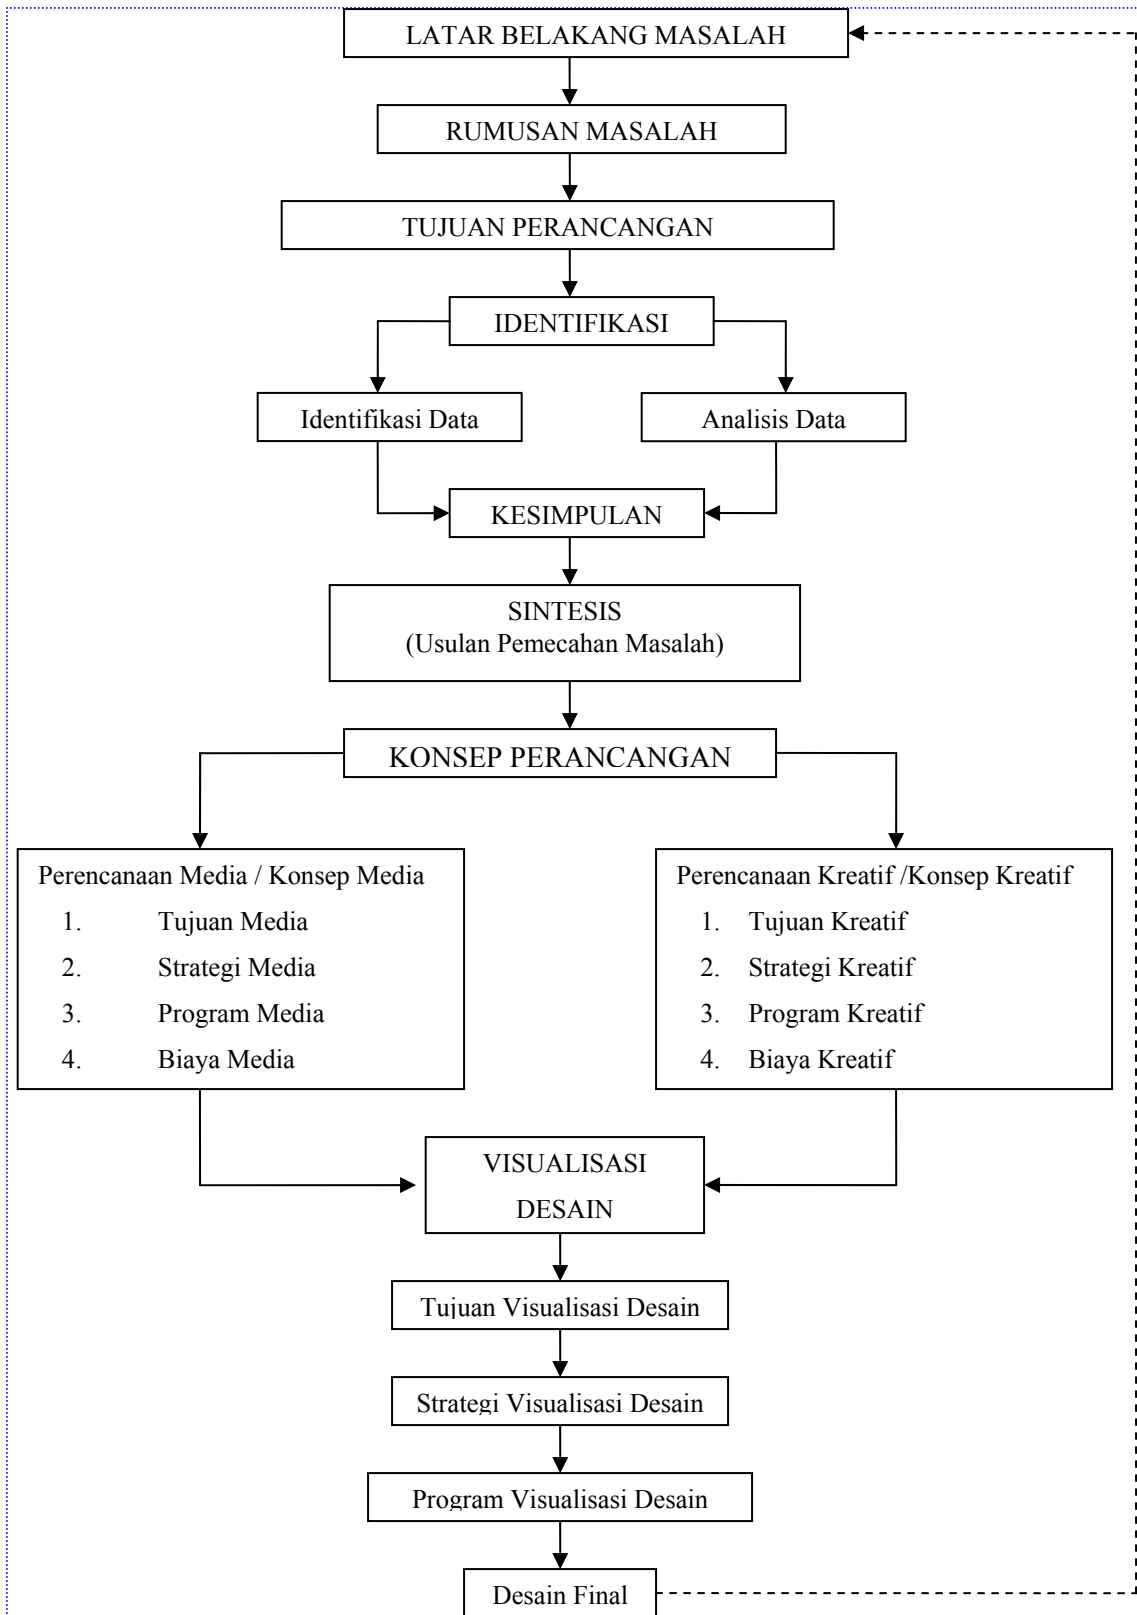 LATAR BELAKANG MASALAH
RUMUSAN MASALAH
TUJUAN PERANCANGAN
IDENTIFIKASI
Identifikasi Data
Analisis Data
KESIMPULAN
SINTESIS
(Usulan Pemecahan Masalah)
KONSEP PERANCANGAN
Perencanaan Media / Konsep Media
1. Tujuan Media
2. Strategi Media
3. Program Media
4. Biaya Media
Perencanaan Kreatif /Konsep Kreatif
1. Tujuan Kreatif
2. Strategi Kreatif
3. Program Kreatif
4. Biaya Kreatif
VISUALISASI
DESAIN
Tujuan Visualisasi Desain
Strategi Visualisasi Desain
Program Visualisasi Desain
Desain Final